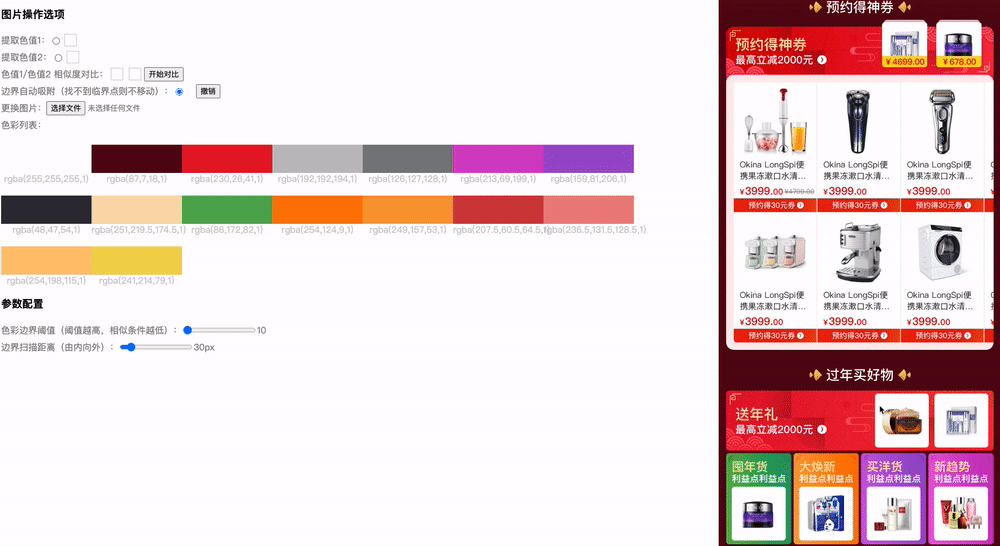 图片操作选项
提取色值1：
提取色值2：
色值1/色值2 相似度对比： 开始对比
边界自动吸附（找不到临界点则不移动）： 撤销
更换图片： 选择文件 未选择任何文件
色彩列表：
rgba(255,255,255,1) rgba(87,7,18,1) rgba(230,26,41,1) rgba(192,192,194,1) rgba(126,127,128,1) rgba(213,69,199,1) rgba(159,81,206,1)
rgba(48,47,54,1) rgba(251,219.5,174.5,1) rgba(86,172,82,1) rgba(254,124,9,1) rgba(249,157,53,1) rgba(207.5,60.5,64.5,1) rgba(236.5,131.5,128.5,1)
rgba(254,198,115,1) rgba(241,214,79,1)
参数配置
色彩边界阈值（阈值越高，相似条件越低）： 10
边界扫描距离（由内向外）： 30px
预约得神券
预约得神券
最高立减2000元
¥4699.00 ¥678.00
Okina LongSpi便 Okina LongSpi便 Okina LongSpi便
携果冻漱口水清... 携果冻漱口水清... 携果冻漱口水清...
¥3999.00 ¥4799.00 ¥3999.00 ¥3999.00
预约得30元券 预约得30元券 预约得30元券
Okina LongSpi便 Okina LongSpi便 Okina LongSpi便
携果冻漱口水清... 携果冻漱口水清... 携果冻漱口水清...
¥3999.00 ¥3999.00 ¥3999.00
预约得30元券 预约得30元券 预约得30元券
过年买好物
送年礼
最高立减2000元
囤年货 大焕新 买洋货 新趋势
利益点利益点 利益点利益点 利益点利益点 利益点利益点